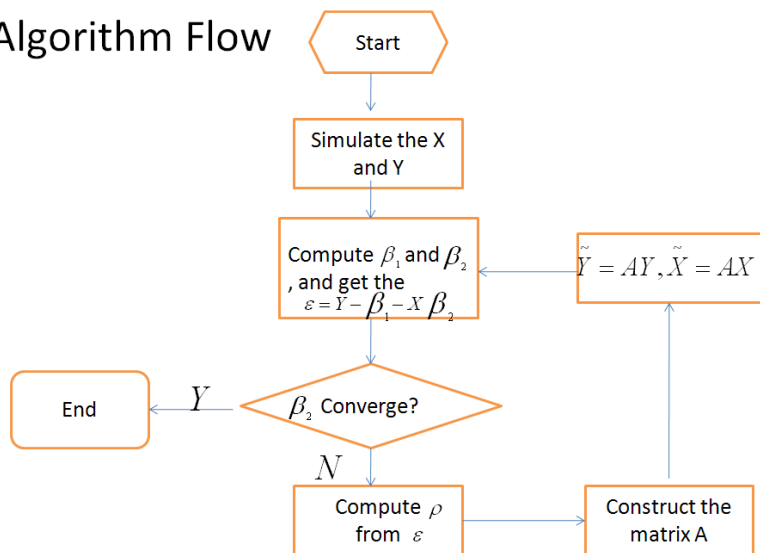 Algorithm Flow
Start
Simulate the X
and Y
Compute β₁ and β₂
, and get the
ε = Y − β₁ − X β₂
Ỹ = AY, X̃ = AX
β₂ Converge?
Y
End
N
Compute ρ
from ε
Construct the
matrix A